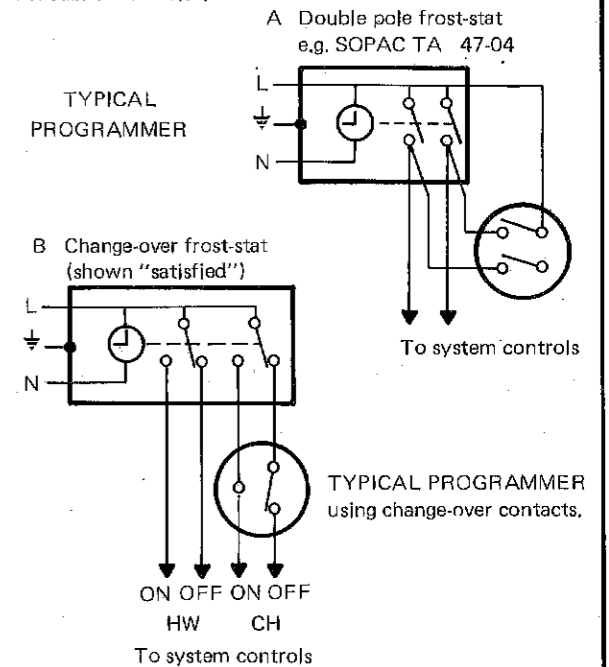 A Double pole frost-stat
e.g. SOPAC TA 47-04
L
TYPICAL
PROGRAMMER
N
To system controls
B Change-over frost-stat
(shown "satisfied")
L
N
TYPICAL PROGRAMMER
using change-over contacts.
ON OFF ON OFF
HW CH
To system controls